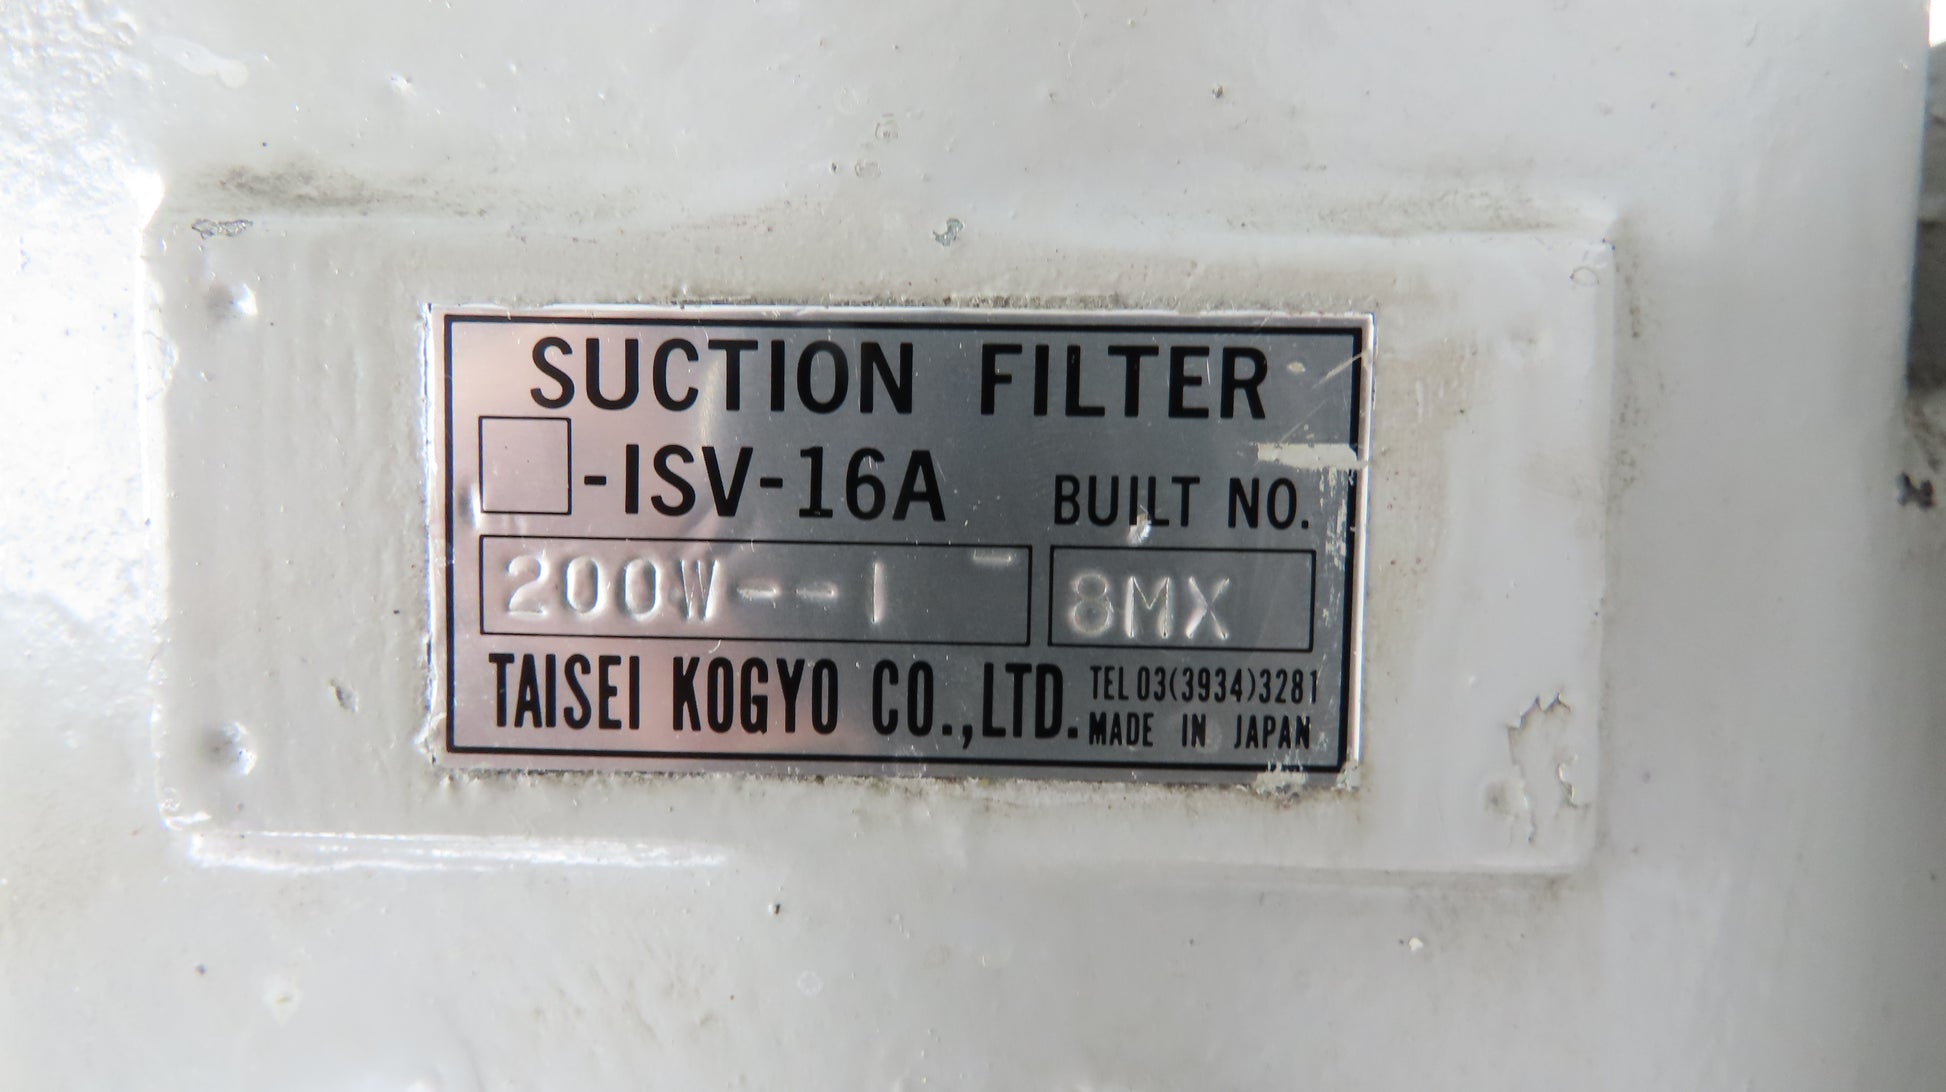 SUCTION FILTER
-ISV-16A BUILT NO.
200W--1 - 8MX
TAISEI KOGYO CO.,LTD. TEL 03(3934)3281
MADE IN JAPAN